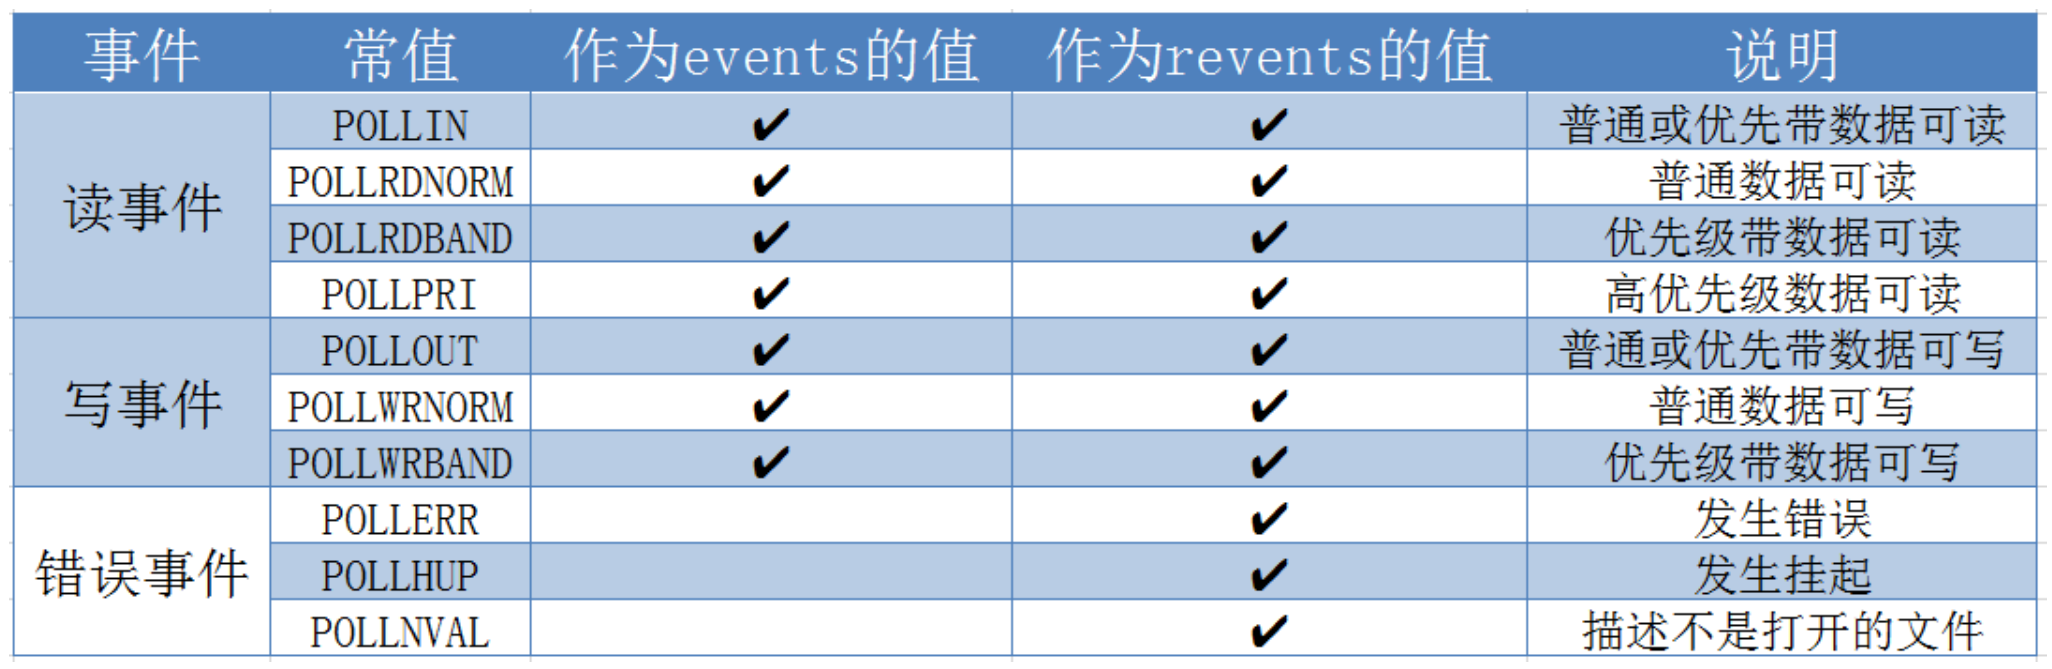 事件 常值 作为events的值 作为revents的值 说明
读事件 POLLIN ✔ ✔ 普通或优先带数据可读
POLLRDNORM ✔ ✔ 普通数据可读
POLLRDBAND ✔ ✔ 优先级带数据可读
POLLPRI ✔ ✔ 高优先级数据可读
写事件 POLLOUT ✔ ✔ 普通或优先带数据可写
POLLWRNORM ✔ ✔ 普通数据可写
POLLWRBAND ✔ ✔ 优先级带数据可写
错误事件 POLLERR ✔ 发生错误
POLLHUP ✔ 发生挂起
POLLNVAL ✔ 描述不是打开的文件